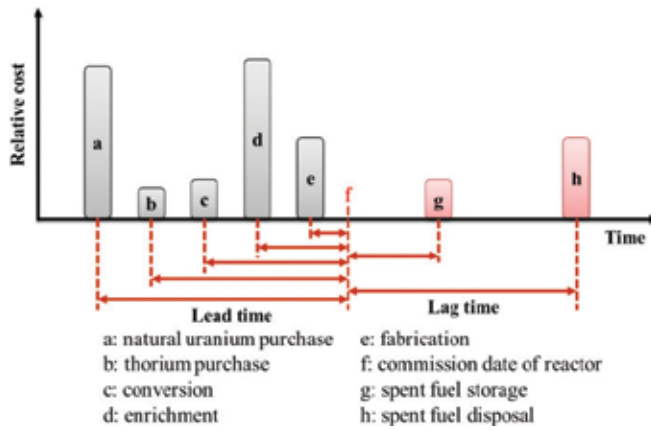 Relative cost
a
b
c
d
e
f
g
h
Time
Lead time
Lag time
a: natural uranium purchase
b: thorium purchase
c: conversion
d: enrichment
e: fabrication
f: commission date of reactor
g: spent fuel storage
h: spent fuel disposal